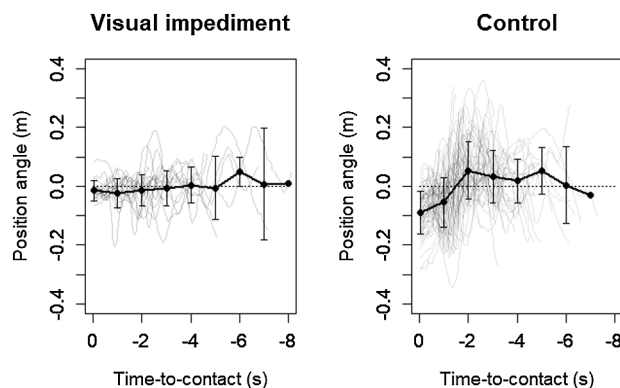 Visual impediment
Position angle (m)
0.4
0.2
0.0
-0.2
-0.4
0 -2 -4 -6 -8
Time-to-contact (s)
Control
Position angle (m)
0.4
0.2
0.0
-0.2
-0.4
0 -2 -4 -6 -8
Time-to-contact (s)